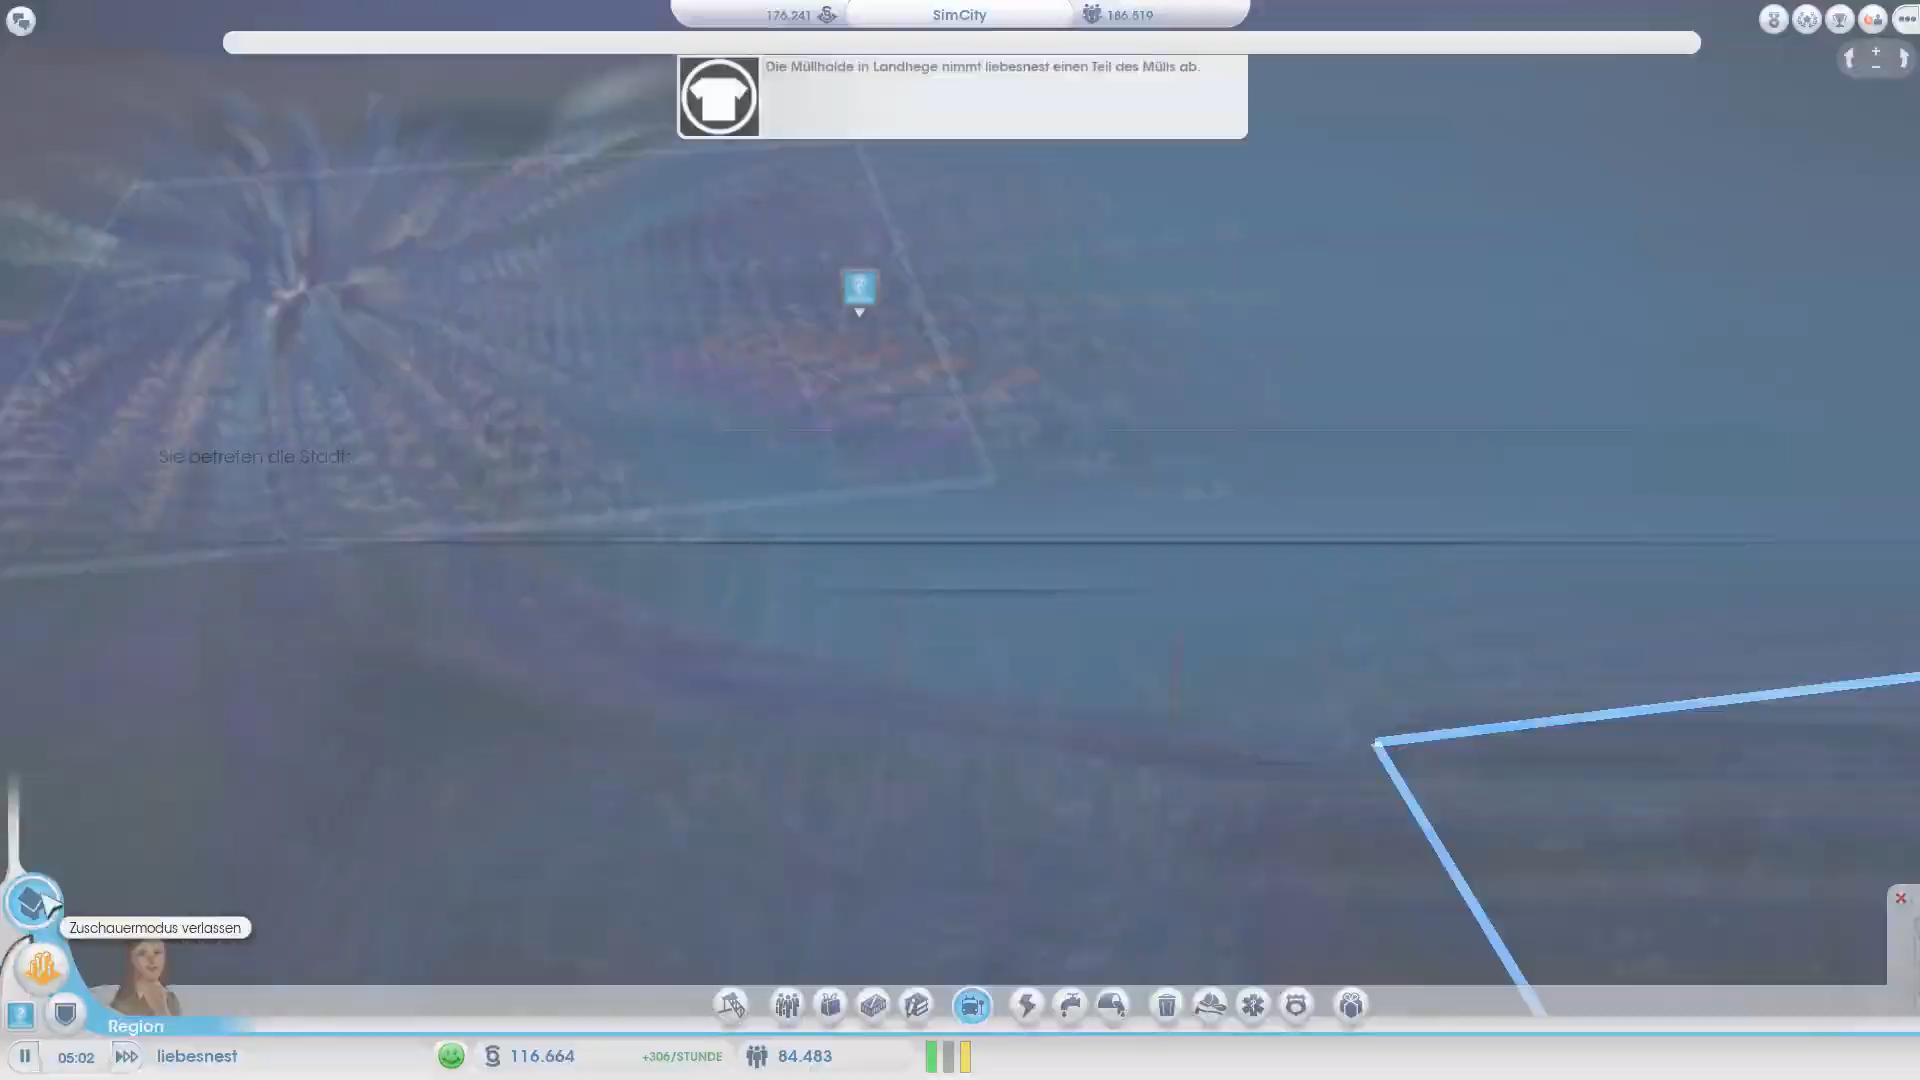 176.241
SimCity
186.519
Die Müllhalde in Landhege nimmt liebesnest einen Teil des Mülls ab.
Sie betreten die Stadt:
Zuschauermodus verlassen
Region
05:02
liebesnest
116.664
+306/STUNDE
84.483